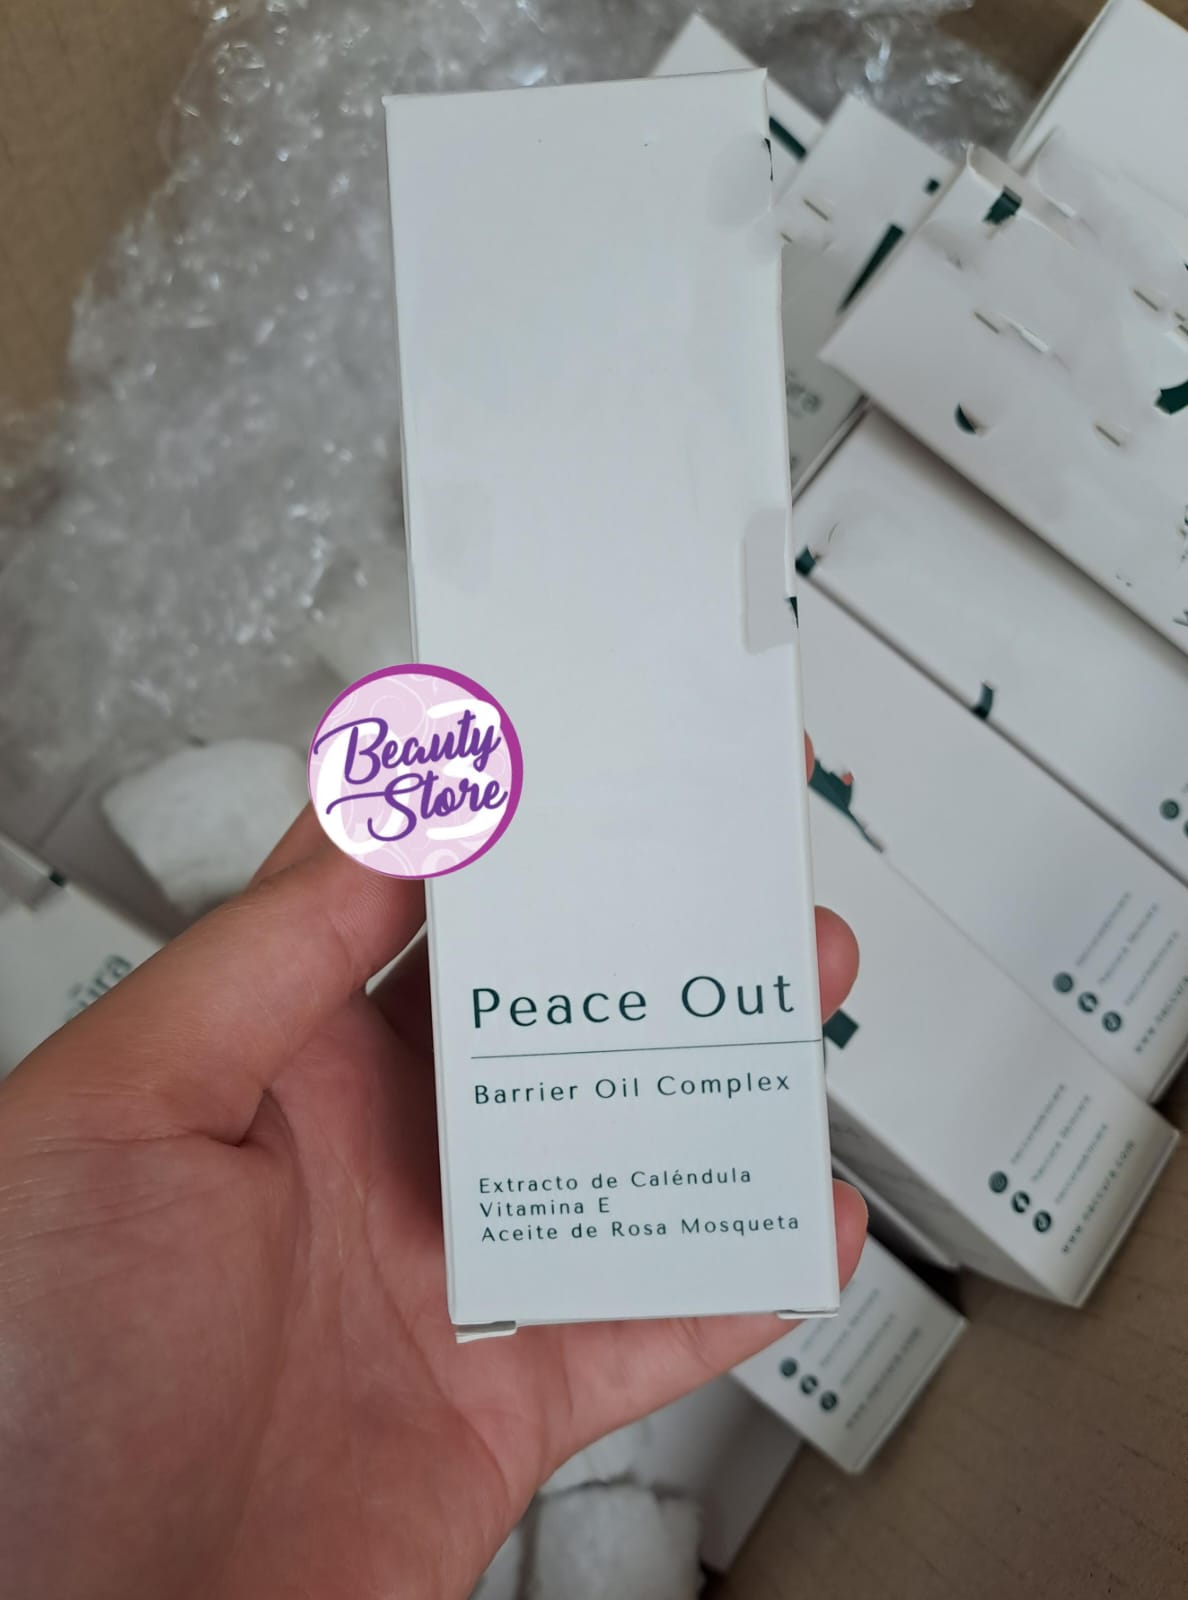 Beauty
Store
Peace Out
Barrier Oil Complex
Extracto de Caléndula
Vitamina E
Aceite de Rosa Mosqueta